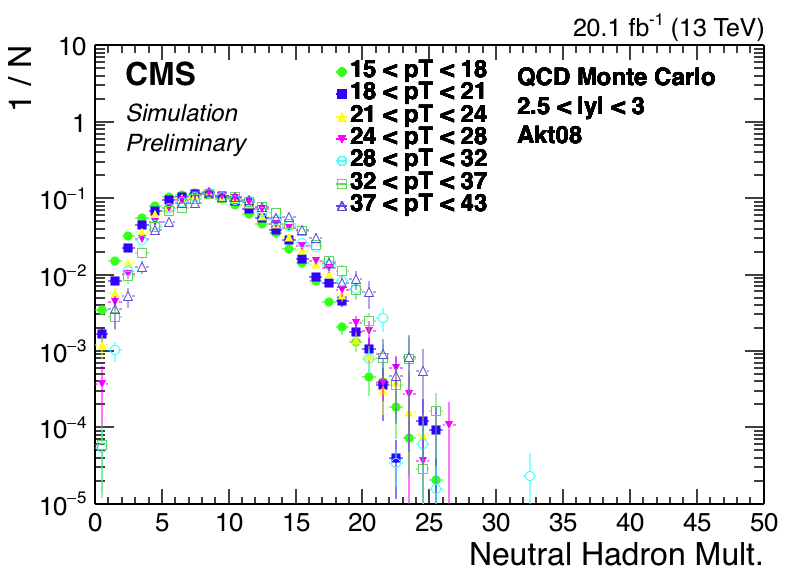 20.1 fb⁻¹ (13 TeV)
1 / N
CMS
Simulation
Preliminary
15 < pT < 18
18 < pT < 21
21 < pT < 24
24 < pT < 28
28 < pT < 32
32 < pT < 37
37 < pT < 43
QCD Monte Carlo
2.5 < |y| < 3
Akt08
10
1
10⁻¹
10⁻²
10⁻³
10⁻⁴
10⁻⁵
0 5 10 15 20 25 30 35 40 45 50
Neutral Hadron Mult.